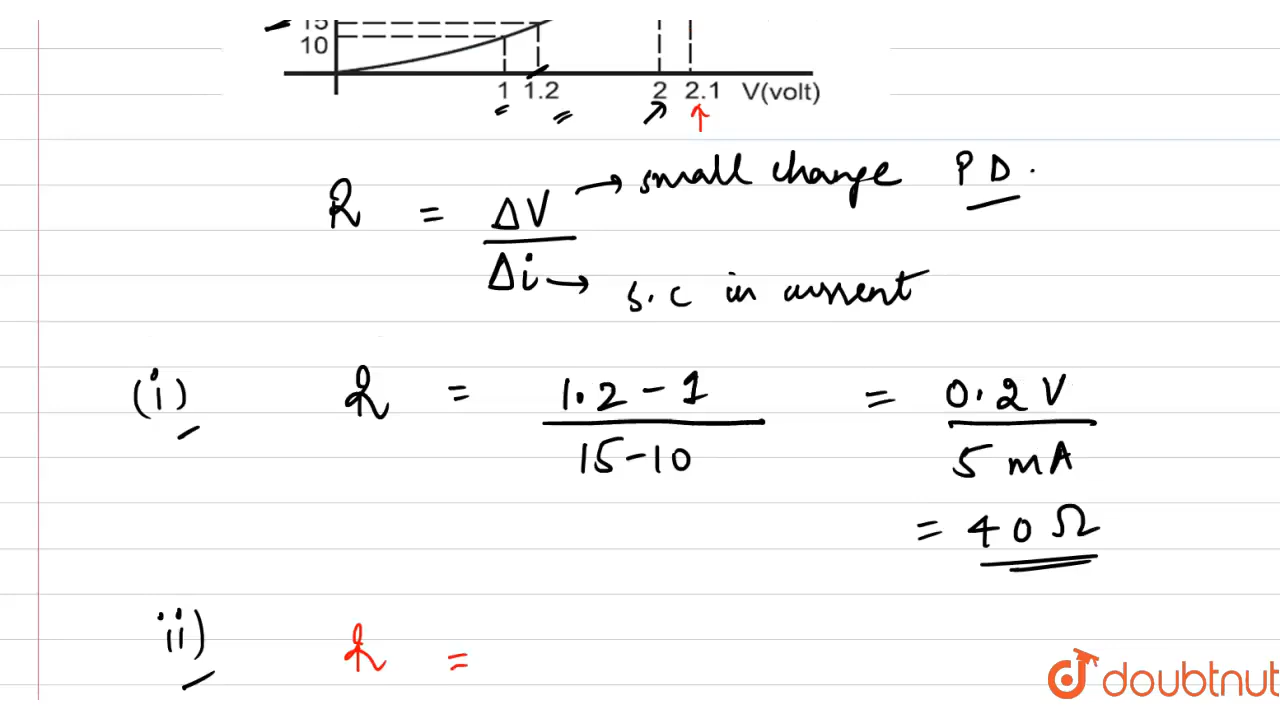 15
10
1 1.2 2 2.1 V(volt)
R = ΔV → small change P D.
Δi → s.c in current
(i) R = 1.2 - 1 = 0.2 V
15 - 10 5 mA
= 40 Ω
ii) R =
doubtnut